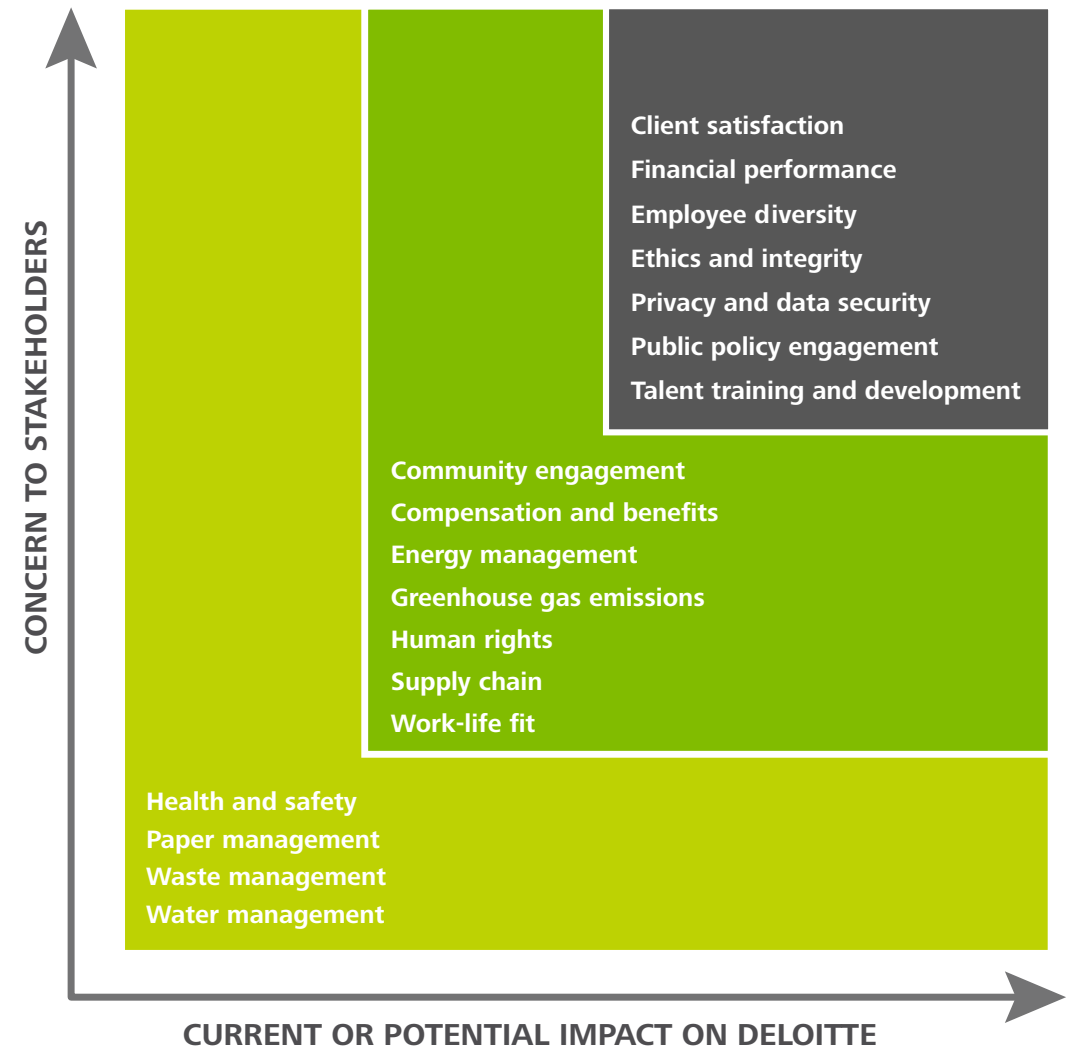 CONCERN TO STAKEHOLDERS
Client satisfaction
Financial performance
Employee diversity
Ethics and integrity
Privacy and data security
Public policy engagement
Talent training and development
Community engagement
Compensation and benefits
Energy management
Greenhouse gas emissions
Human rights
Supply chain
Work-life fit
Health and safety
Paper management
Waste management
Water management
CURRENT OR POTENTIAL IMPACT ON DELOITTE